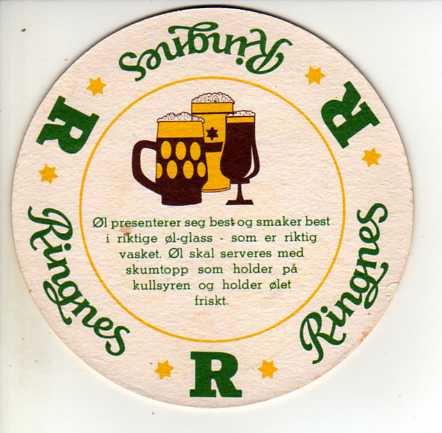 Ringnes
R
R
Øl presenterer seg best og smaker best
i riktige øl-glass - som er riktig
vasket. Øl skal serveres med
skumtopp som holder på
kullsyren og holder ølet
friskt.
Ringnes
Ringnes
R